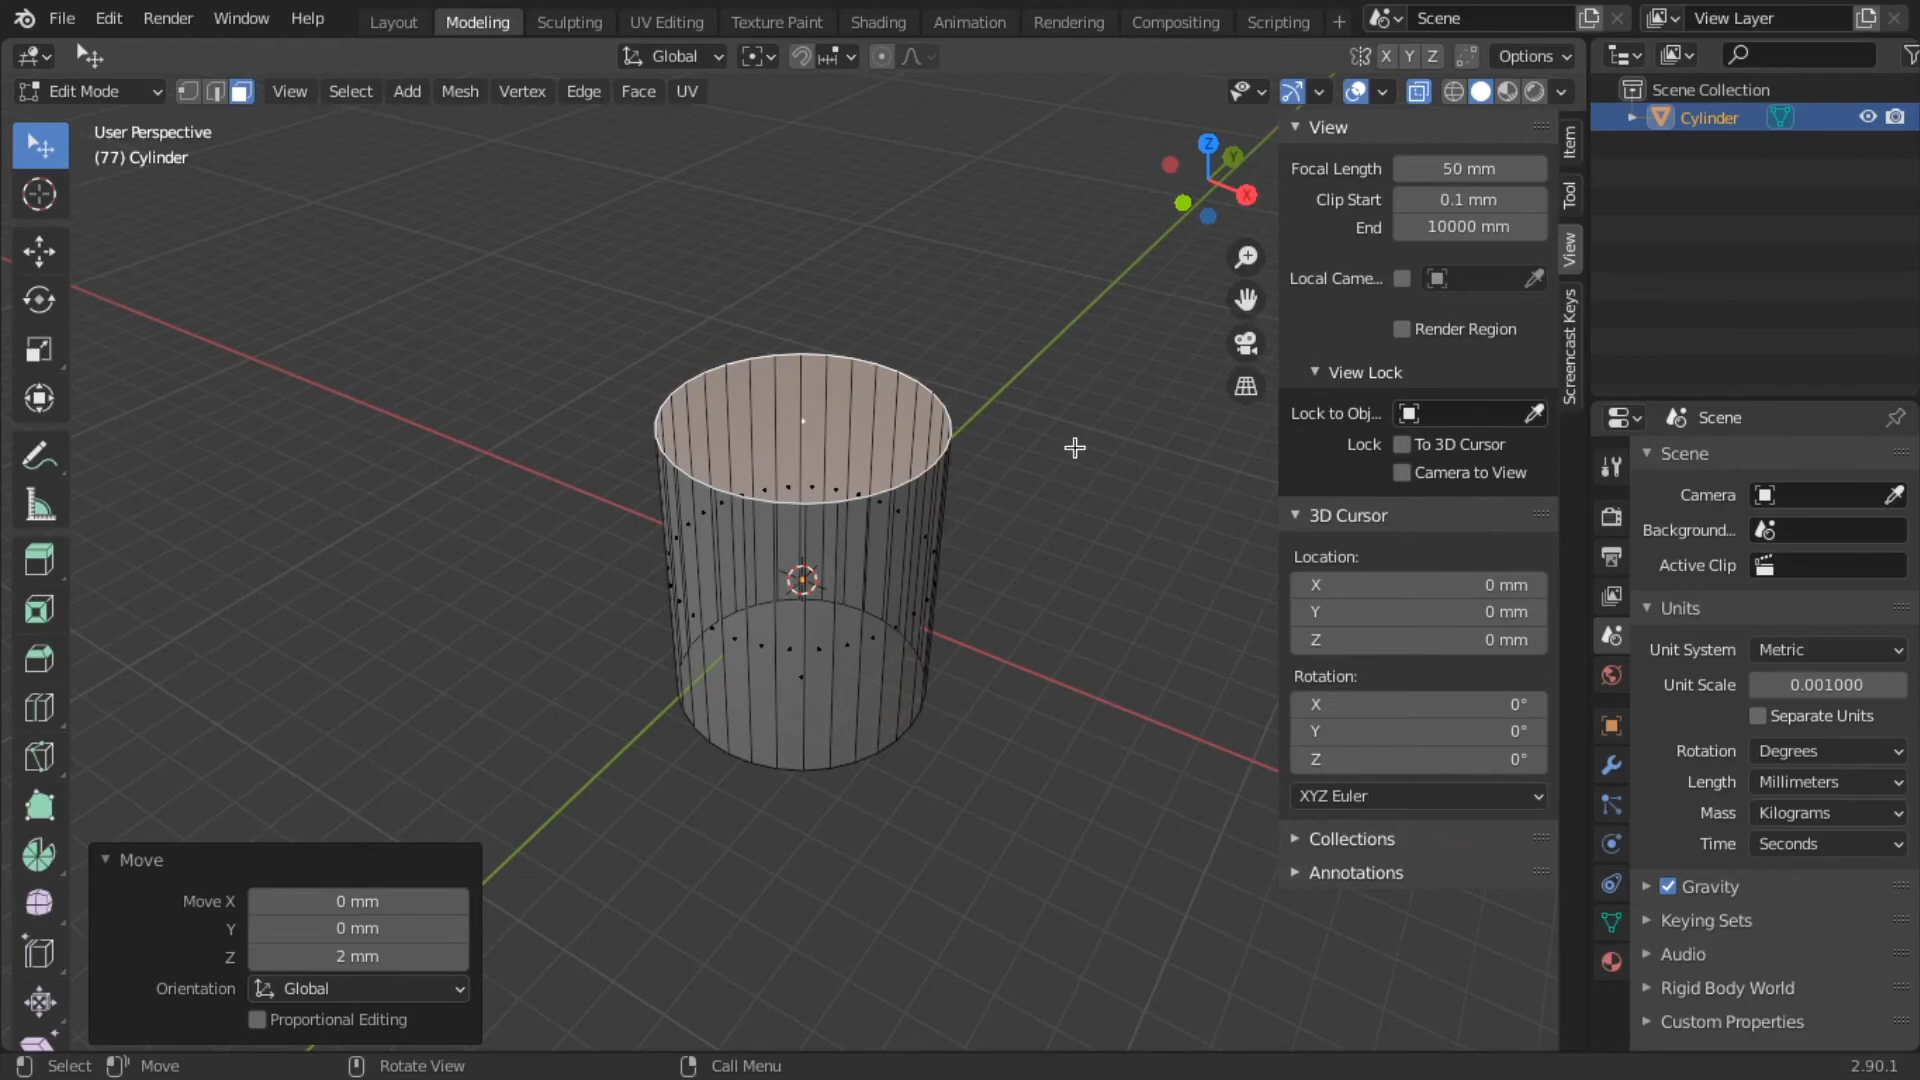 File Edit Render Window Help Layout Modeling Sculpting UV Editing Texture Paint Shading Animation Rendering Compositing Scripting + Scene View Layer
Global X Y Z Options
Edit Mode View Select Add Mesh Vertex Edge Face UV
User Perspective
(77) Cylinder
Z
Y
X
View
Focal Length 50 mm
Clip Start 0.1 mm
End 10000 mm
Local Came...
Render Region
View Lock
Lock to Obj...
Lock To 3D Cursor
Camera to View
3D Cursor
Location:
X 0 mm
Y 0 mm
Z 0 mm
Rotation:
X 0°
Y 0°
Z 0°
XYZ Euler
Collections
Annotations
Item
Tool
View
Screencast Keys
Scene Collection
Cylinder
Scene
Scene
Camera
Background...
Active Clip
Units
Unit System Metric
Unit Scale 0.001000
Separate Units
Rotation Degrees
Length Millimeters
Mass Kilograms
Time Seconds
Gravity
Keying Sets
Audio
Rigid Body World
Custom Properties
Move
Move X 0 mm
Y 0 mm
Z 2 mm
Orientation Global
Proportional Editing
Select Move Rotate View Call Menu 2.90.1